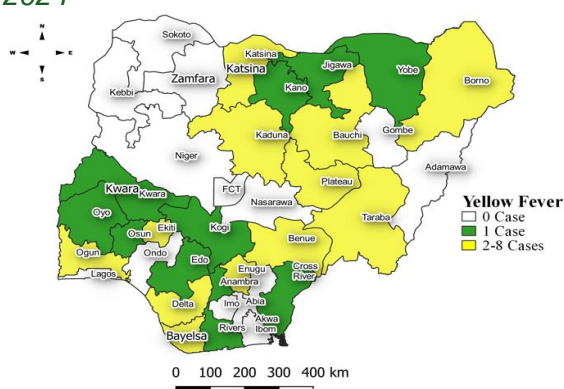 2024
N
W E
S
Sokoto
Katsina
Katsina
Zamfara
Jigawa
Yobe
Borno
Kebbi
Kano
Kaduna
Bauchi
Gombe
Niger
Adamawa
Plateau
FCT
Nasarawa
Taraba
Kwara
Kwara
Oyo
Kogi
Osun
Ekiti
Benue
Ogun
Ondo
Edo
Lagos
Enugu
Anambra
Cross
River
Delta
Imo
Abia
Akwa
Ibom
Rivers
Bayelsa
Yellow Fever
0 Case
1 Case
2-8 Cases
0 100 200 300 400 km